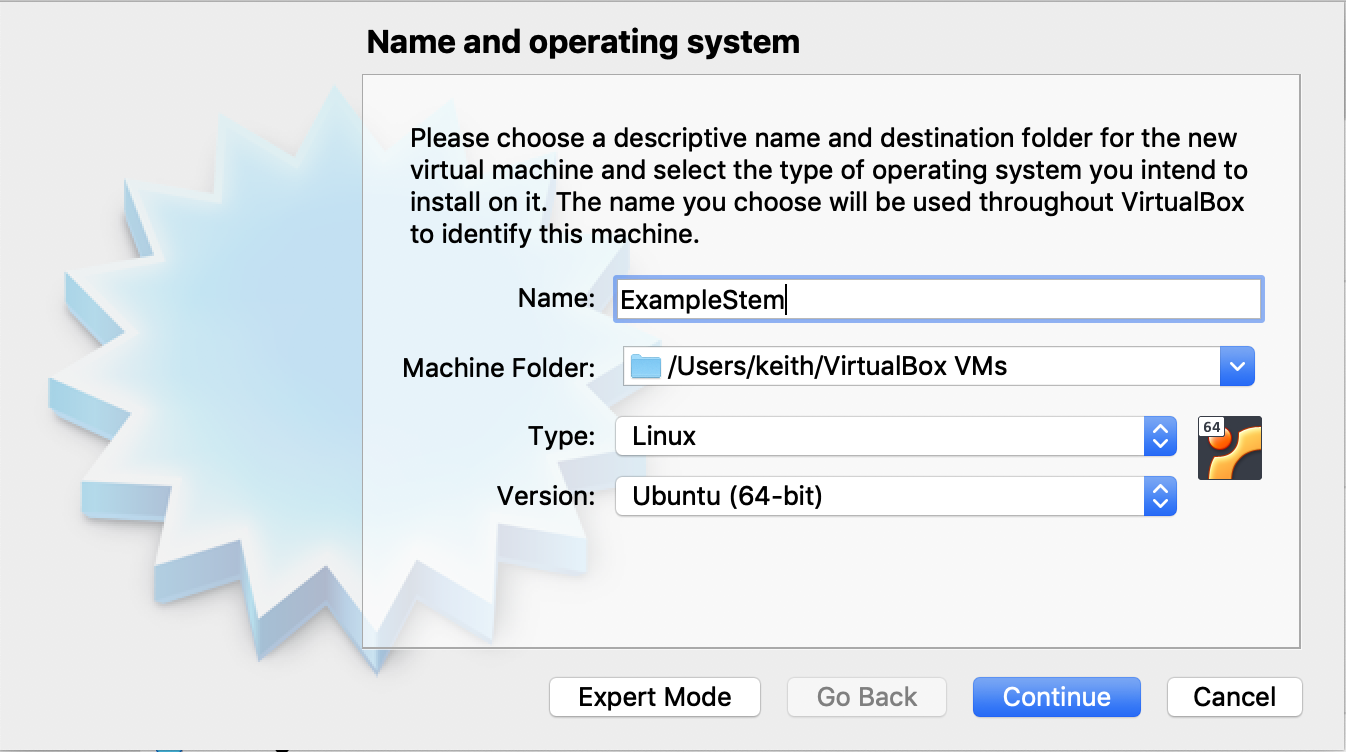 Name and operating system
Please choose a descriptive name and destination folder for the new
virtual machine and select the type of operating system you intend to
install on it. The name you choose will be used throughout VirtualBox
to identify this machine.
Name: ExampleStem
Machine Folder: /Users/keith/VirtualBox VMs
Type: Linux
64
Version: Ubuntu (64-bit)
Expert Mode Go Back Continue Cancel